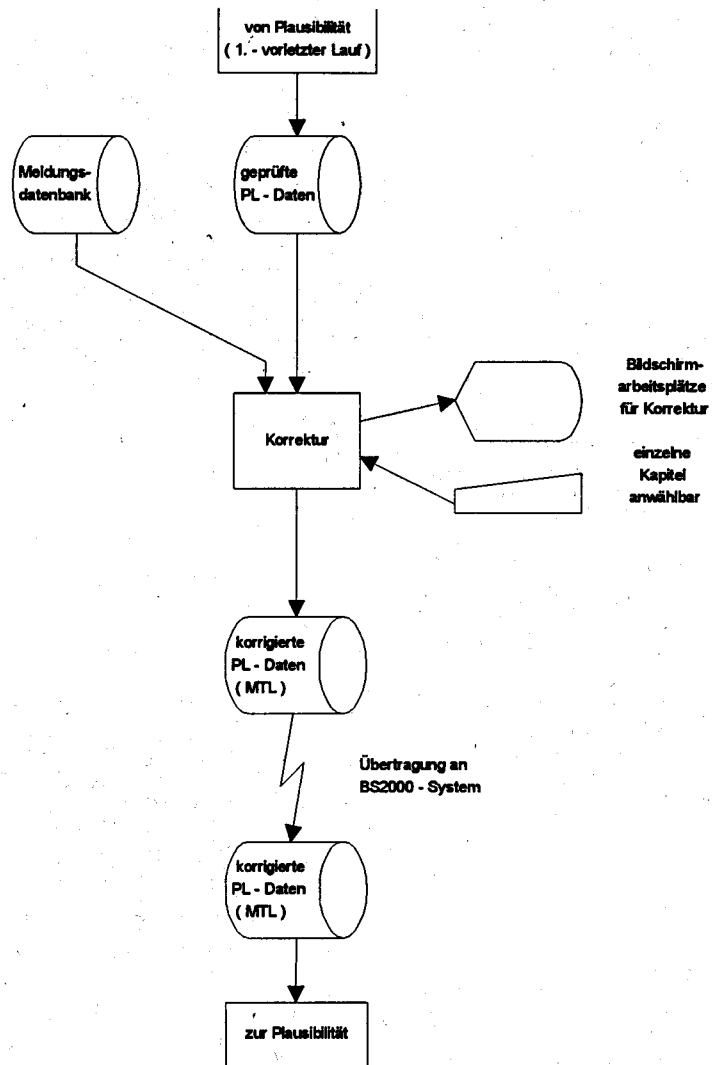 von Plausibilität
( 1. - vorletzter Lauf )
Meldungs-
datenbank
geprüfte
PL - Daten
Bildschirm-
arbeitsplätze
für Korrektur
Korrektur
einzelne
Kapitel
anwählbar
korrigierte
PL - Daten
( MTL )
Übertragung an
BS2000 - System
korrigierte
PL - Daten
( MTL )
zur Plausibilität